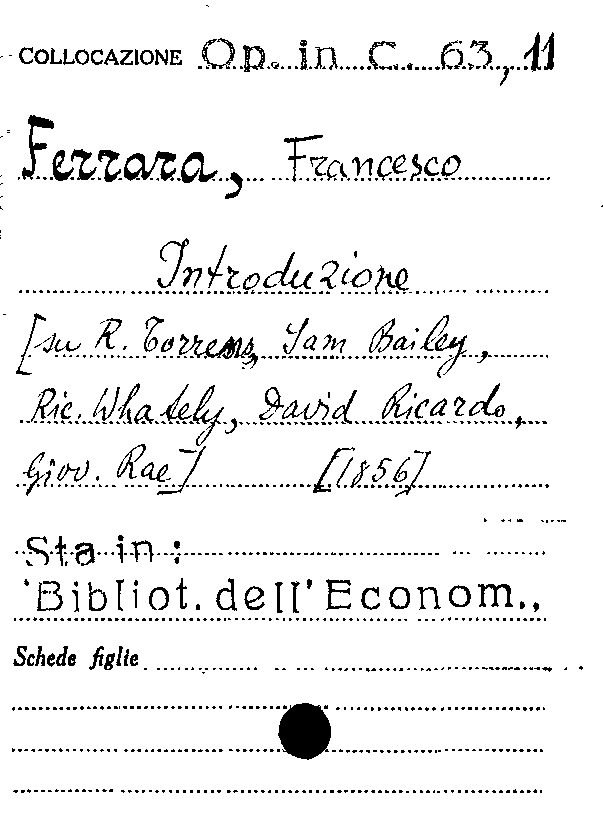 COLLOCAZIONE Op. in C. 63, 11
Ferrara, Francesco
Introduzione
[su R. Torrens, Sam Bailey,
Ric. Whately, David Ricardo,
Giov. Rae] [1856]
Sta in:
'Bibliot. dell' Econom.,
Schede figlie